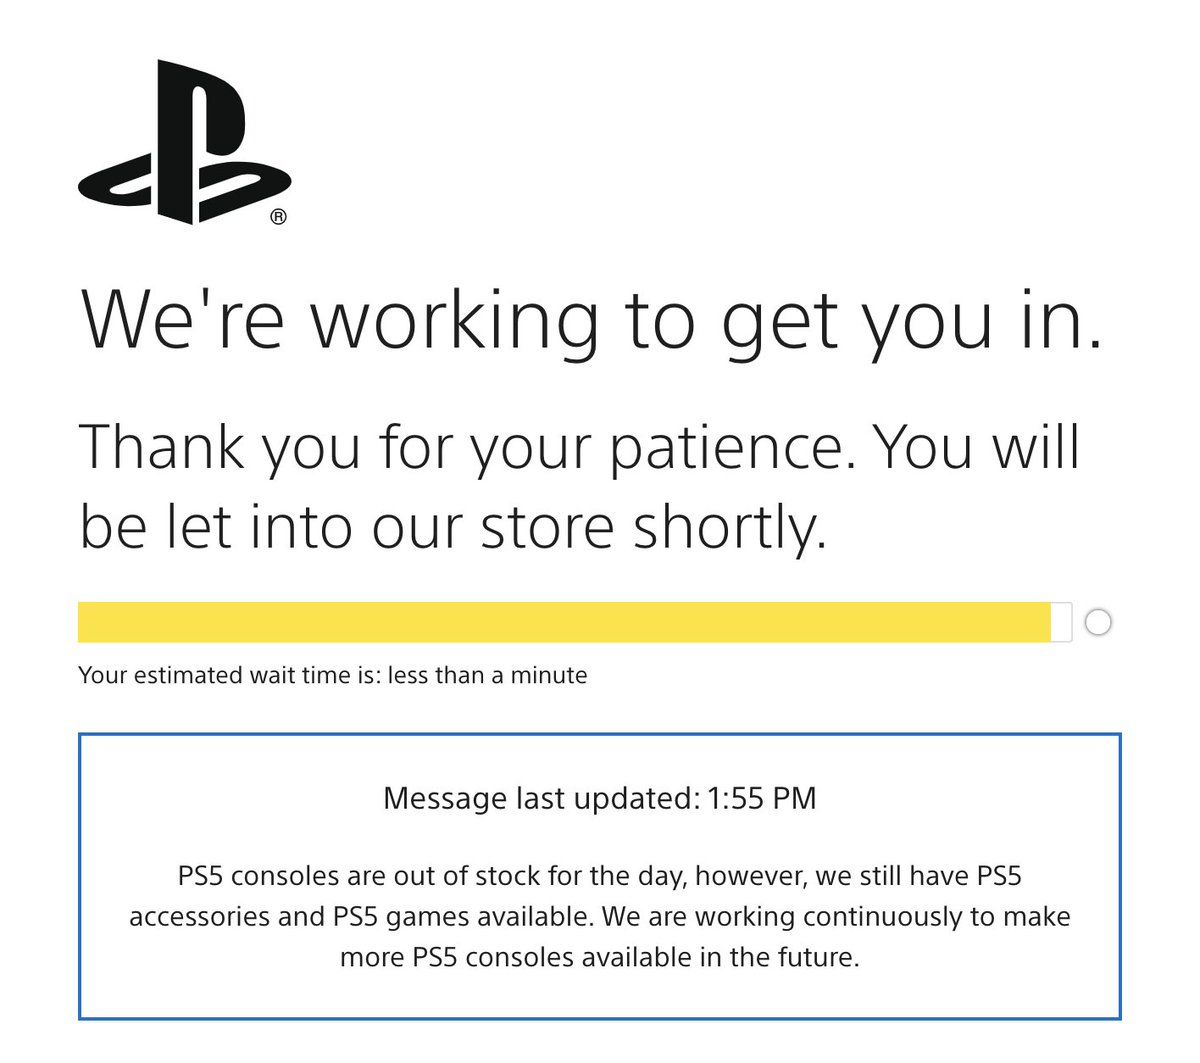 ®
We're working to get you in.
Thank you for your patience. You will
be let into our store shortly.
Your estimated wait time is: less than a minute
Message last updated: 1:55 PM
PS5 consoles are out of stock for the day, however, we still have PS5
accessories and PS5 games available. We are working continuously to make
more PS5 consoles available in the future.